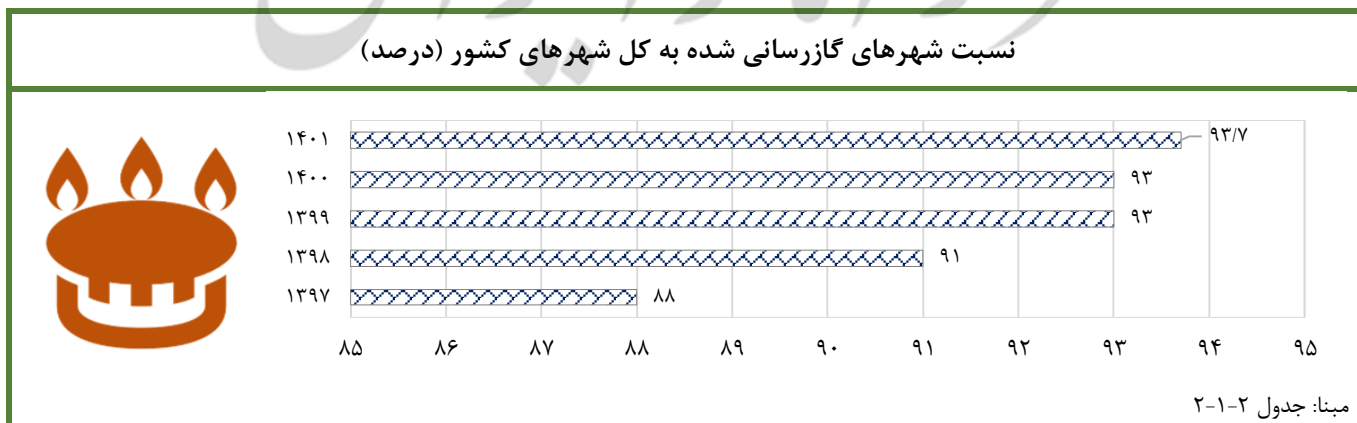 نسبت شهرهای گازرسانی شده به کل شهرهای کشور (درصد)
۱۴۰۱ ۹۳/۷
۱۴۰۰ ۹۳
۱۳۹۹ ۹۳
۱۳۹۸ ۹۱
۱۳۹۷ ۸۸
۸۵ ۸۶ ۸۷ ۸۸ ۸۹ ۹۰ ۹۱ ۹۲ ۹۳ ۹۴ ۹۵
مبنا: جدول ۲-۱-۲